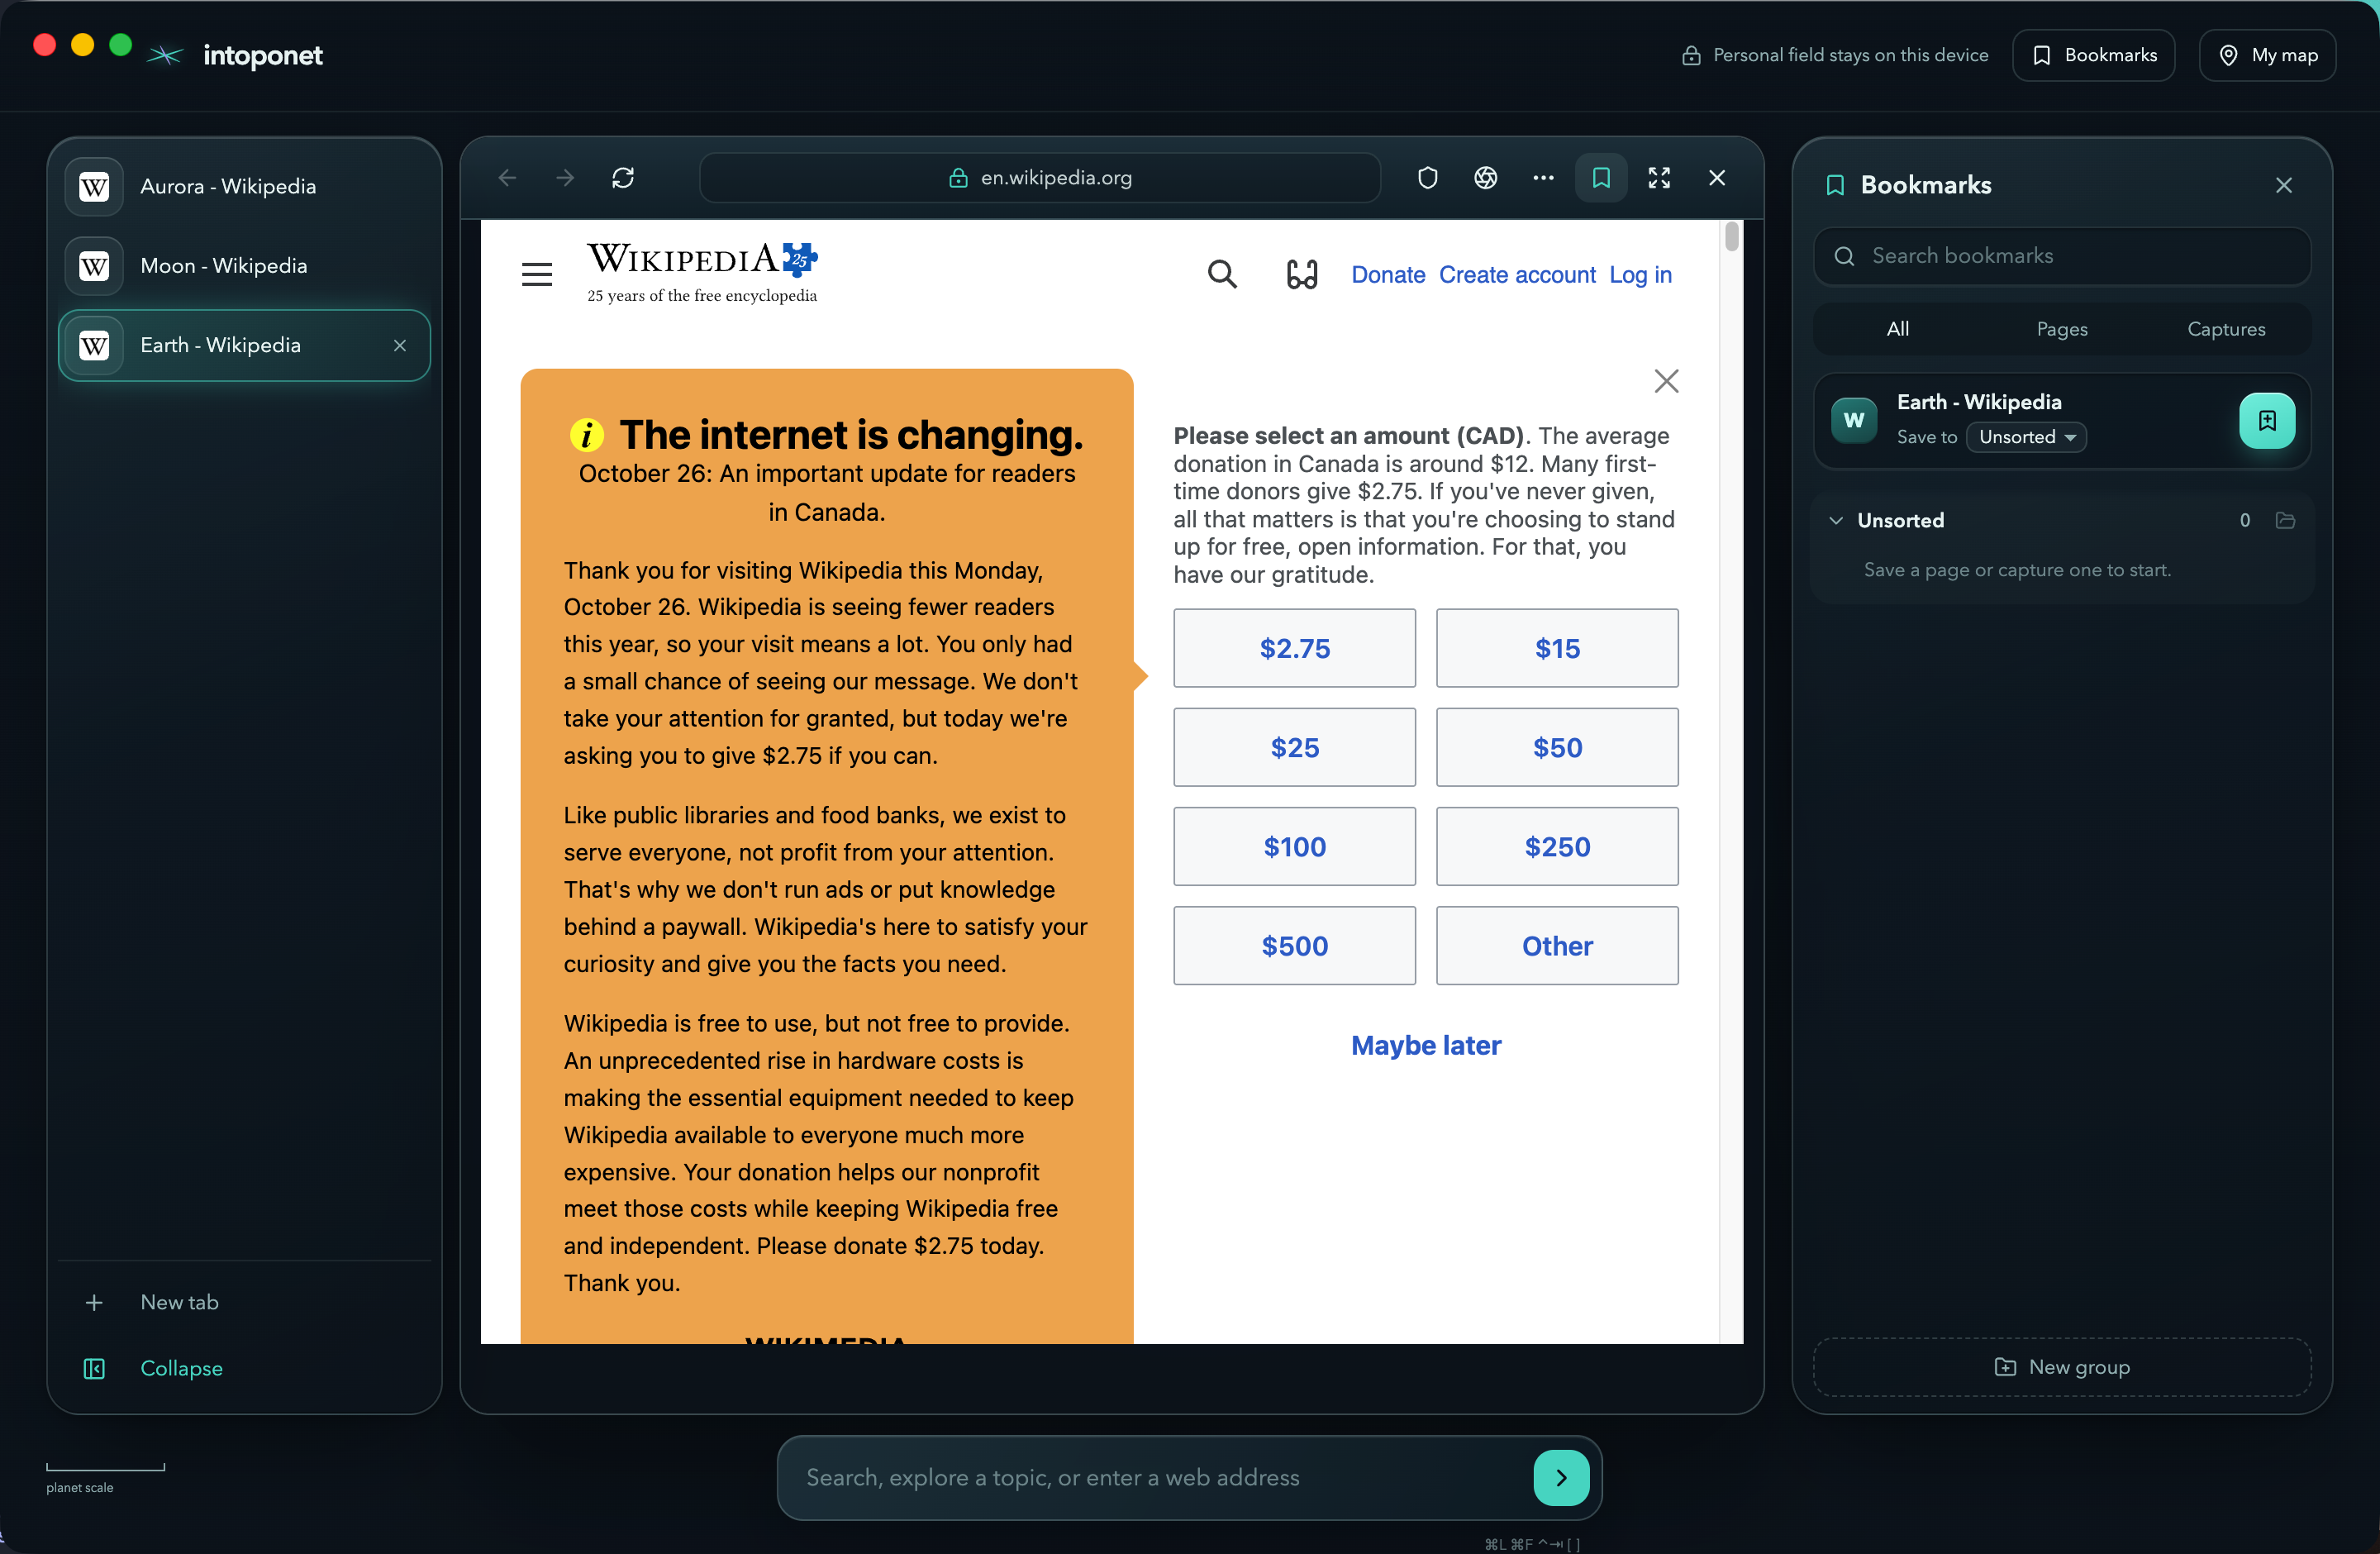 intoponet
Personal field stays on this device
Bookmarks
My map
Aurora - Wikipedia
Moon - Wikipedia
Earth - Wikipedia
New tab
Collapse
en.wikipedia.org
WIKIPEDIA 25
25 years of the free encyclopedia
Donate Create account Log in
i The internet is changing.
October 26: An important update for readers
in Canada.
Thank you for visiting Wikipedia this Monday,
October 26. Wikipedia is seeing fewer readers
this year, so your visit means a lot. You only had
a small chance of seeing our message. We don't
take your attention for granted, but today we're
asking you to give $2.75 if you can.
Like public libraries and food banks, we exist to
serve everyone, not profit from your attention.
That's why we don't run ads or put knowledge
behind a paywall. Wikipedia's here to satisfy your
curiosity and give you the facts you need.
Wikipedia is free to use, but not free to provide.
An unprecedented rise in hardware costs is
making the essential equipment needed to keep
Wikipedia available to everyone much more
expensive. Your donation helps our nonprofit
meet those costs while keeping Wikipedia free
and independent. Please donate $2.75 today.
Thank you.
WIKIMEDIA
Please select an amount (CAD). The average
donation in Canada is around $12. Many first-
time donors give $2.75. If you've never given,
all that matters is that you're choosing to stand
up for free, open information. For that, you
have our gratitude.
$2.75
$15
$25
$50
$100
$250
$500
Other
Maybe later
Bookmarks
Search bookmarks
All
Pages
Captures
W
Earth - Wikipedia
Save to Unsorted
Unsorted
0
Save a page or capture one to start.
New group
planet scale
Search, explore a topic, or enter a web address
⌘L ⌘F ^⇥ [ ]